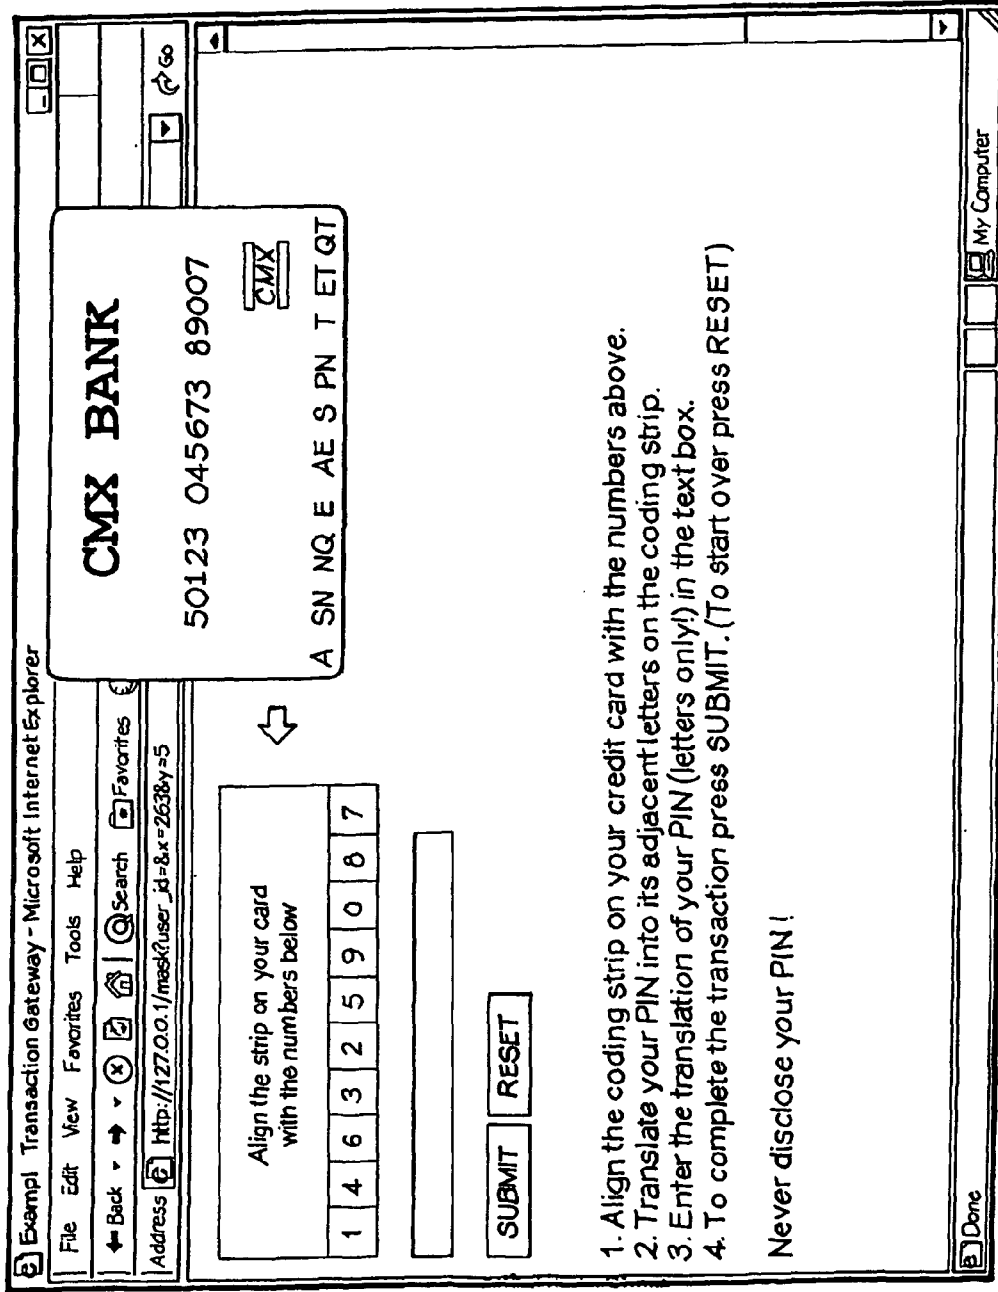 Exampl Transaction Gateway - Microsoft Internet Explorer
File Edit View Favorites Tools Help
Back Search Favorites
Address http://127.0.0.1/mask?user_id=&x=263&y=5 Go
CMX BANK
50123 045673 89007
CMX
A SN NQ E AE S PN T ET QT
Align the strip on your card
with the numbers below
1 4 6 3 2 5 9 0 8 7
SUBMIT RESET
1. Align the coding strip on your credit card with the numbers above.
2. Translate your PIN into its adjacent letters on the coding strip.
3. Enter the translation of your PIN (letters only!) in the text box.
4. To complete the transaction press SUBMIT. (To start over press RESET)
Never disclose your PIN!
Done My Computer